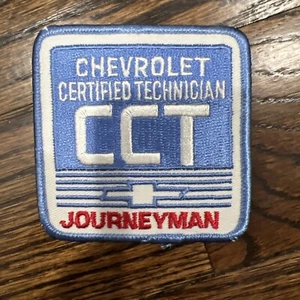 CHEVROLET
CERTIFIED TECHNICIAN
CCT
JOURNEYMAN